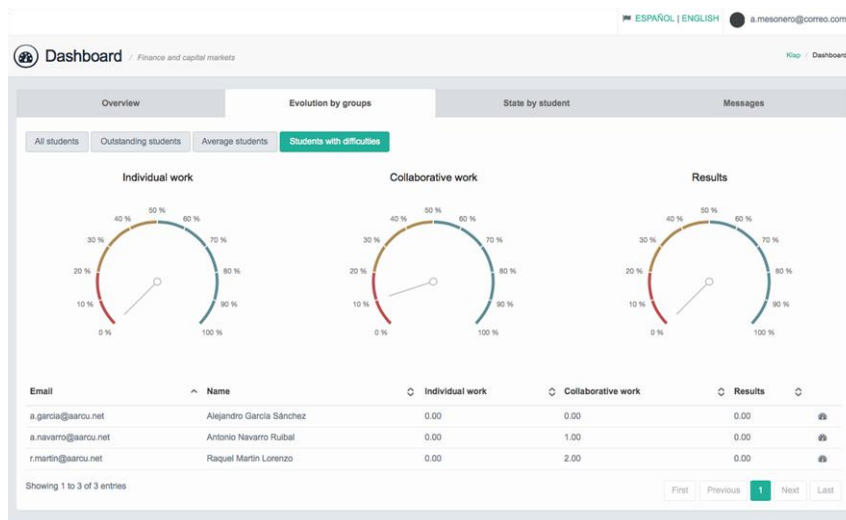 ESPAÑOL | ENGLISH a.mesonero@correo.com
Dashboard / Finance and capital markets Kiap / Dashboard
Overview Evolution by groups State by student Messages
All students Outstanding students Average students Students with difficulties
Individual work Collaborative work Results
0 % 10 % 20 % 30 % 40 % 50 % 60 % 70 % 80 % 90 % 100 %
0 % 10 % 20 % 30 % 40 % 50 % 60 % 70 % 80 % 90 % 100 %
0 % 10 % 20 % 30 % 40 % 50 % 60 % 70 % 80 % 90 % 100 %
Email Name Individual work Collaborative work Results
a.garcia@aarcu.net Alejandro García Sánchez 0.00 0.00 0.00
a.navarro@aarcu.net Antonio Navarro Ruibal 0.00 1.00 0.00
r.martin@aarcu.net Raquel Martin Lorenzo 0.00 2.00 0.00
Showing 1 to 3 of 3 entries First Previous 1 Next Last